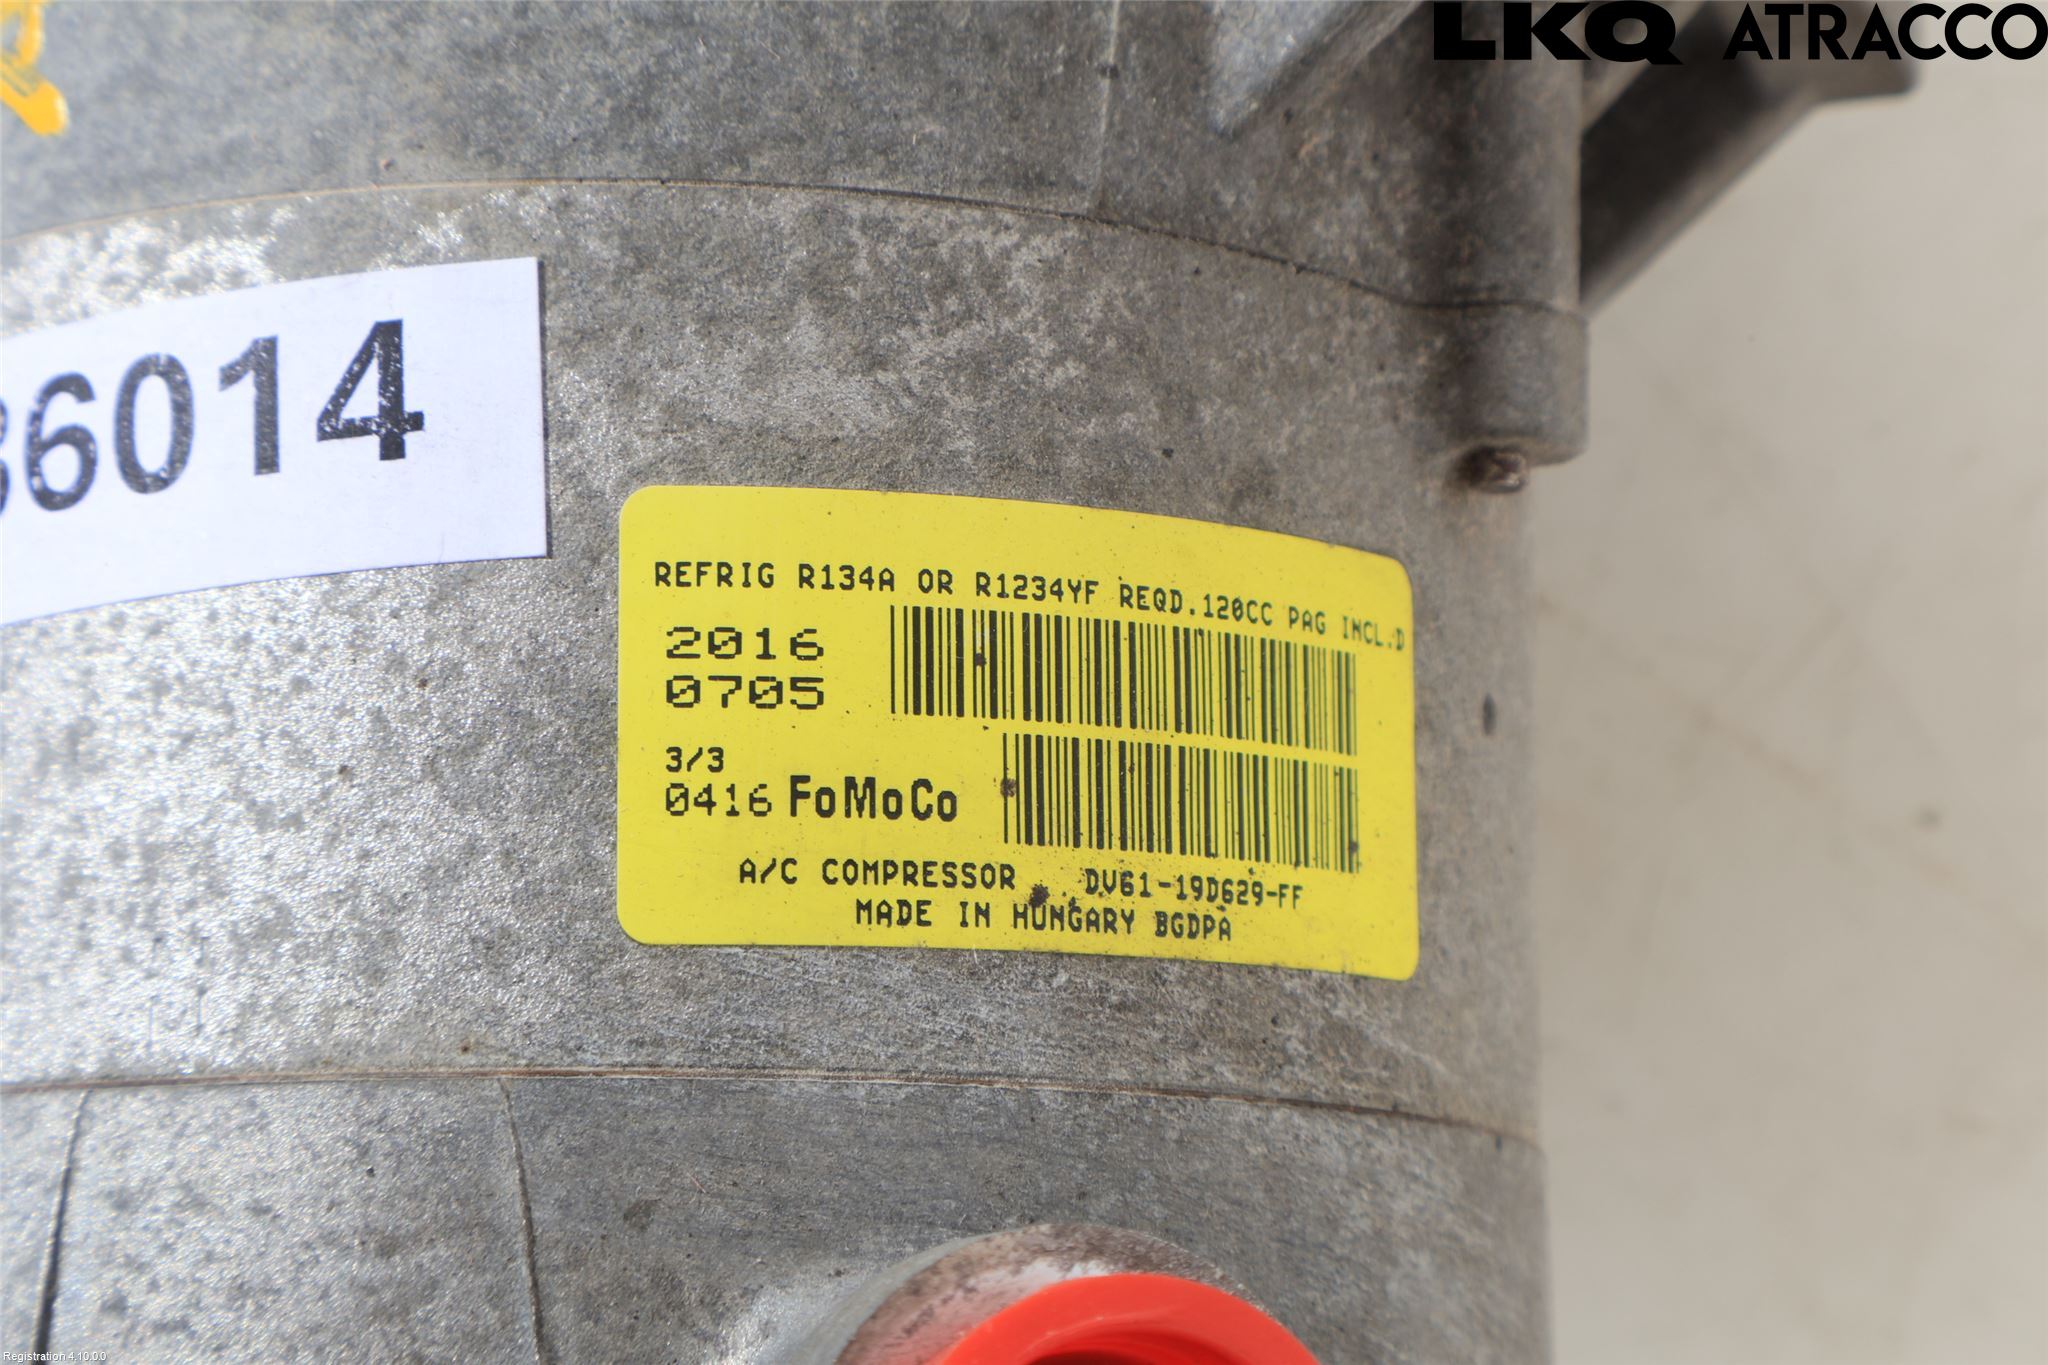 LKQ ATRACCO
6014
REFRIG R134A OR R1234YF REQD.120CC PAG INCL.D
2016
0705
3/3
0416 FoMoCo
A/C COMPRESSOR DV61-19D629-FF
MADE IN HUNGARY BGDPA
Registration 4.10.0.0